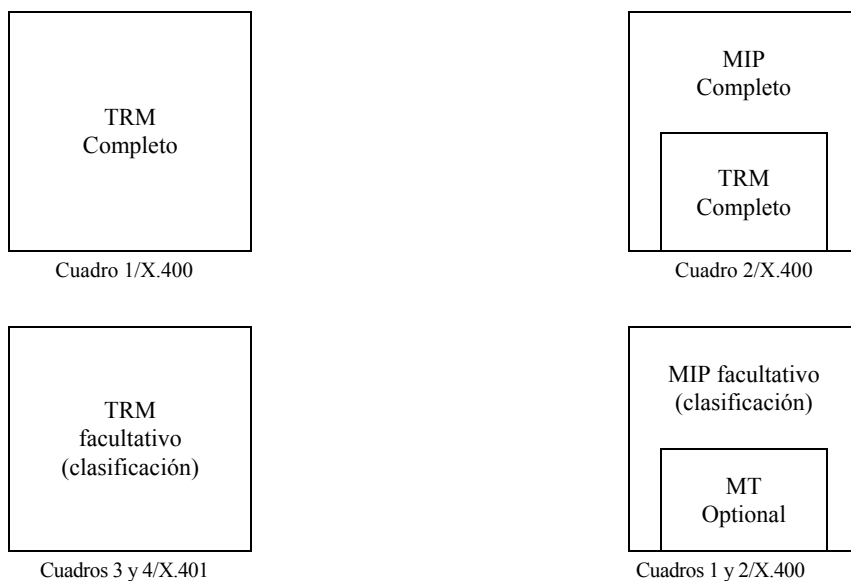 TRM
Completo
Cuadro 1/X.400
MIP
Completo
TRM
Completo
Cuadro 2/X.400
TRM
facultativo
(clasificación)
Cuadros 3 y 4/X.401
MIP facultativo
(clasificación)
MT
Optional
Cuadros 1 y 2/X.400